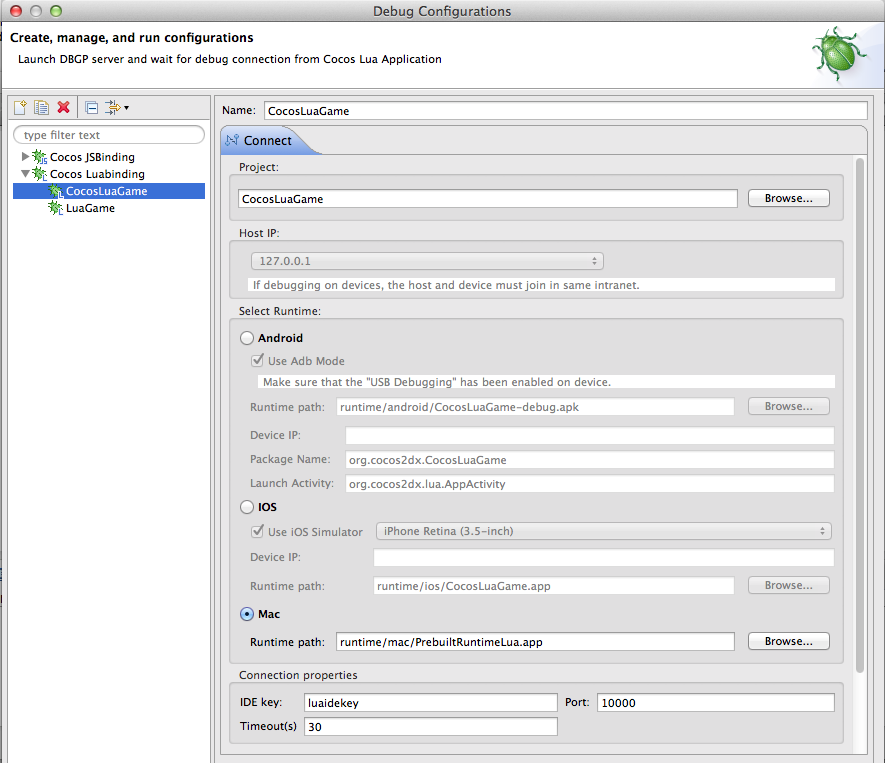 Debug Configurations
Create, manage, and run configurations
Launch DBGP server and wait for debug connection from Cocos Lua Application
type filter text
Cocos JSBinding
Cocos Luabinding
CocosLuaGame
LuaGame
Name: CocosLuaGame
Connect
Project:
CocosLuaGame Browse...
Host IP:
127.0.0.1
If debugging on devices, the host and device must join in same intranet.
Select Runtime:
Android
Use Adb Mode
Make sure that the "USB Debugging" has been enabled on device.
Runtime path: runtime/android/CocosLuaGame-debug.apk Browse...
Device IP:
Package Name: org.cocos2dx.CocosLuaGame
Launch Activity: org.cocos2dx.lua.AppActivity
IOS
Use iOS Simulator iPhone Retina (3.5-inch)
Device IP:
Runtime path: runtime/ios/CocosLuaGame.app Browse...
Mac
Runtime path: runtime/mac/PrebuiltRuntimeLua.app Browse...
Connection properties
IDE key: luaidekey Port: 10000
Timeout(s) 30